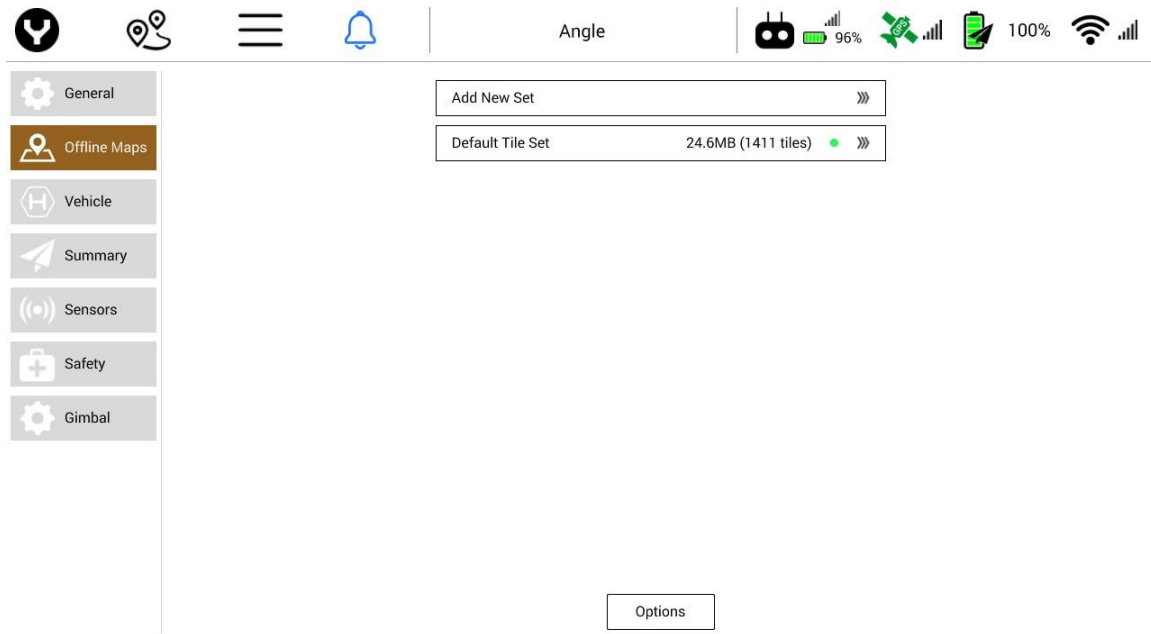 Angle
96%
GPS
100%
General
Offline Maps
Vehicle
Summary
Sensors
Safety
Gimbal
Add New Set
Default Tile Set 24.6MB (1411 tiles)
Options